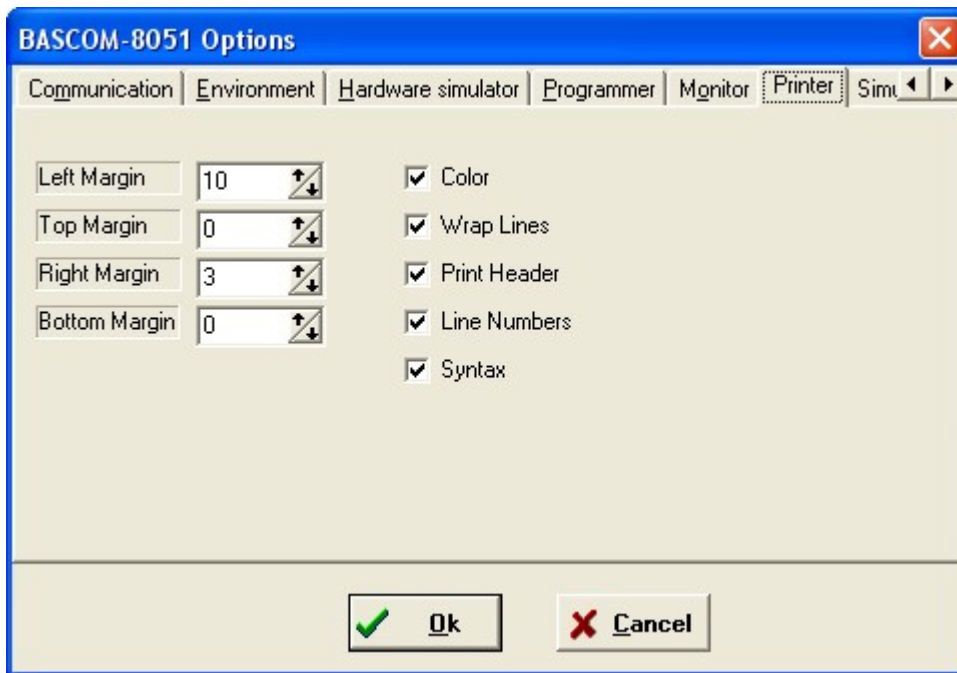 BASCOM-8051 Options
Communication Environment Hardware simulator Programmer Monitor Printer
Left Margin 10 Color
Top Margin 0 Wrap Lines
Right Margin 3 Print Header
Bottom Margin 0 Line Numbers
Syntax
Ok Cancel